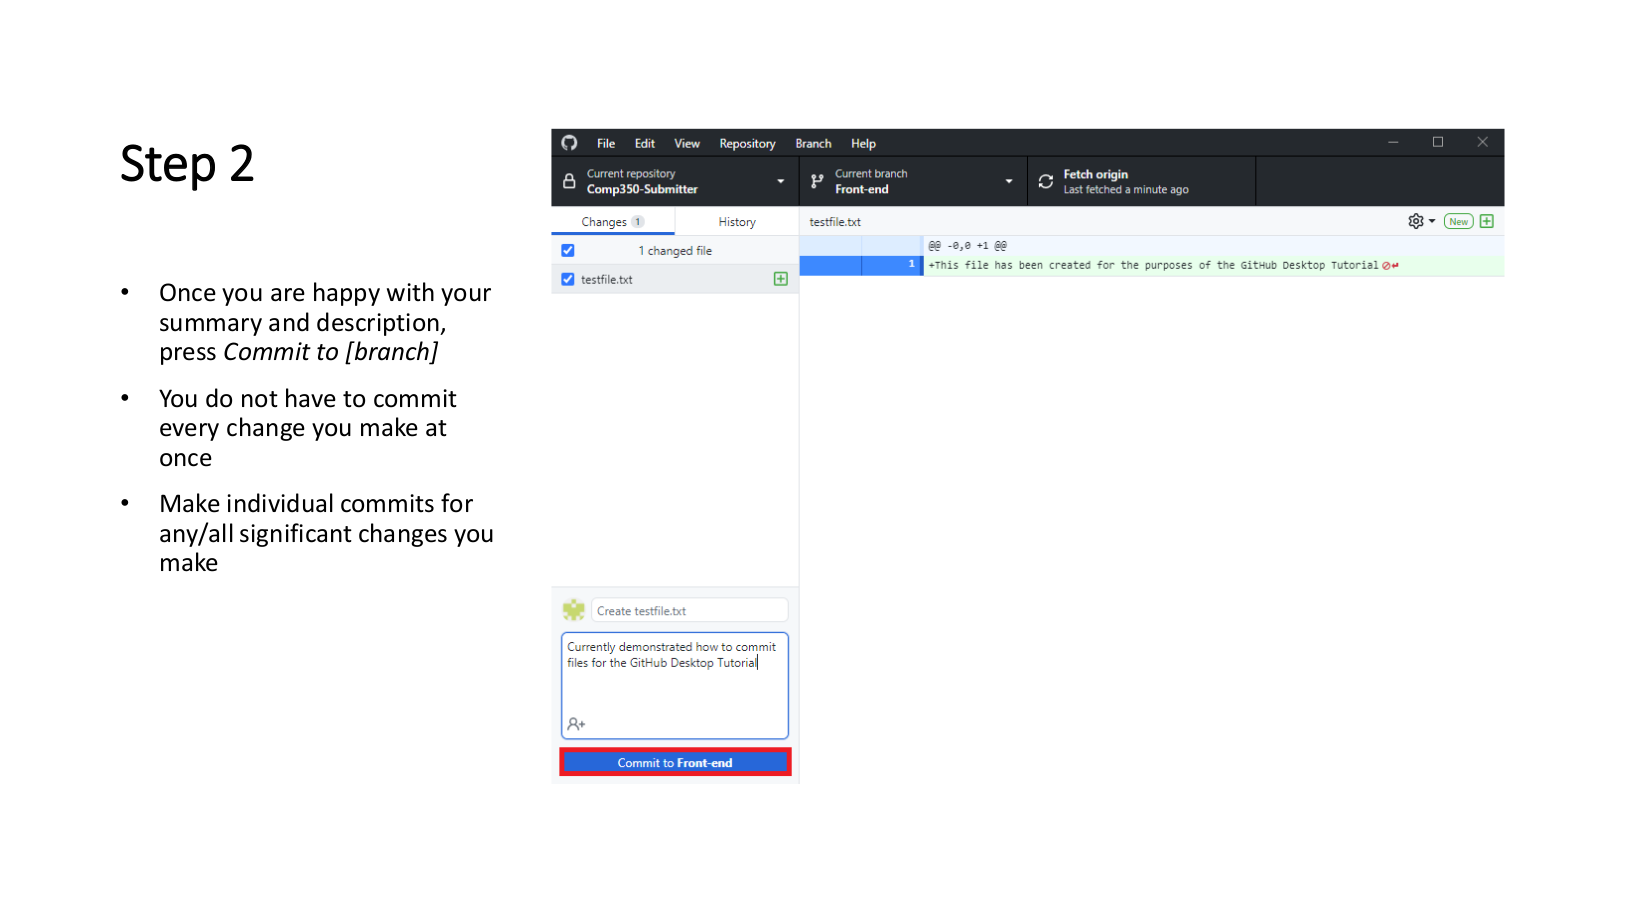 Step 2
• Once you are happy with your
summary and description,
press Commit to [branch]
• You do not have to commit
every change you make at
once
• Make individual commits for
any/all significant changes you
make
File Edit View Repository Branch Help
Current repository
Comp350-Submitter
Current branch
Front-end
Fetch origin
Last fetched a minute ago
Changes 1 History
testfile.txt
New
1 changed file
testfile.txt
@@ -0,0 +1 @@
1 +This file has been created for the purposes of the GitHub Desktop Tutorial
Create testfile.txt
Currently demonstrated how to commit
files for the GitHub Desktop Tutorial
Commit to Front-end